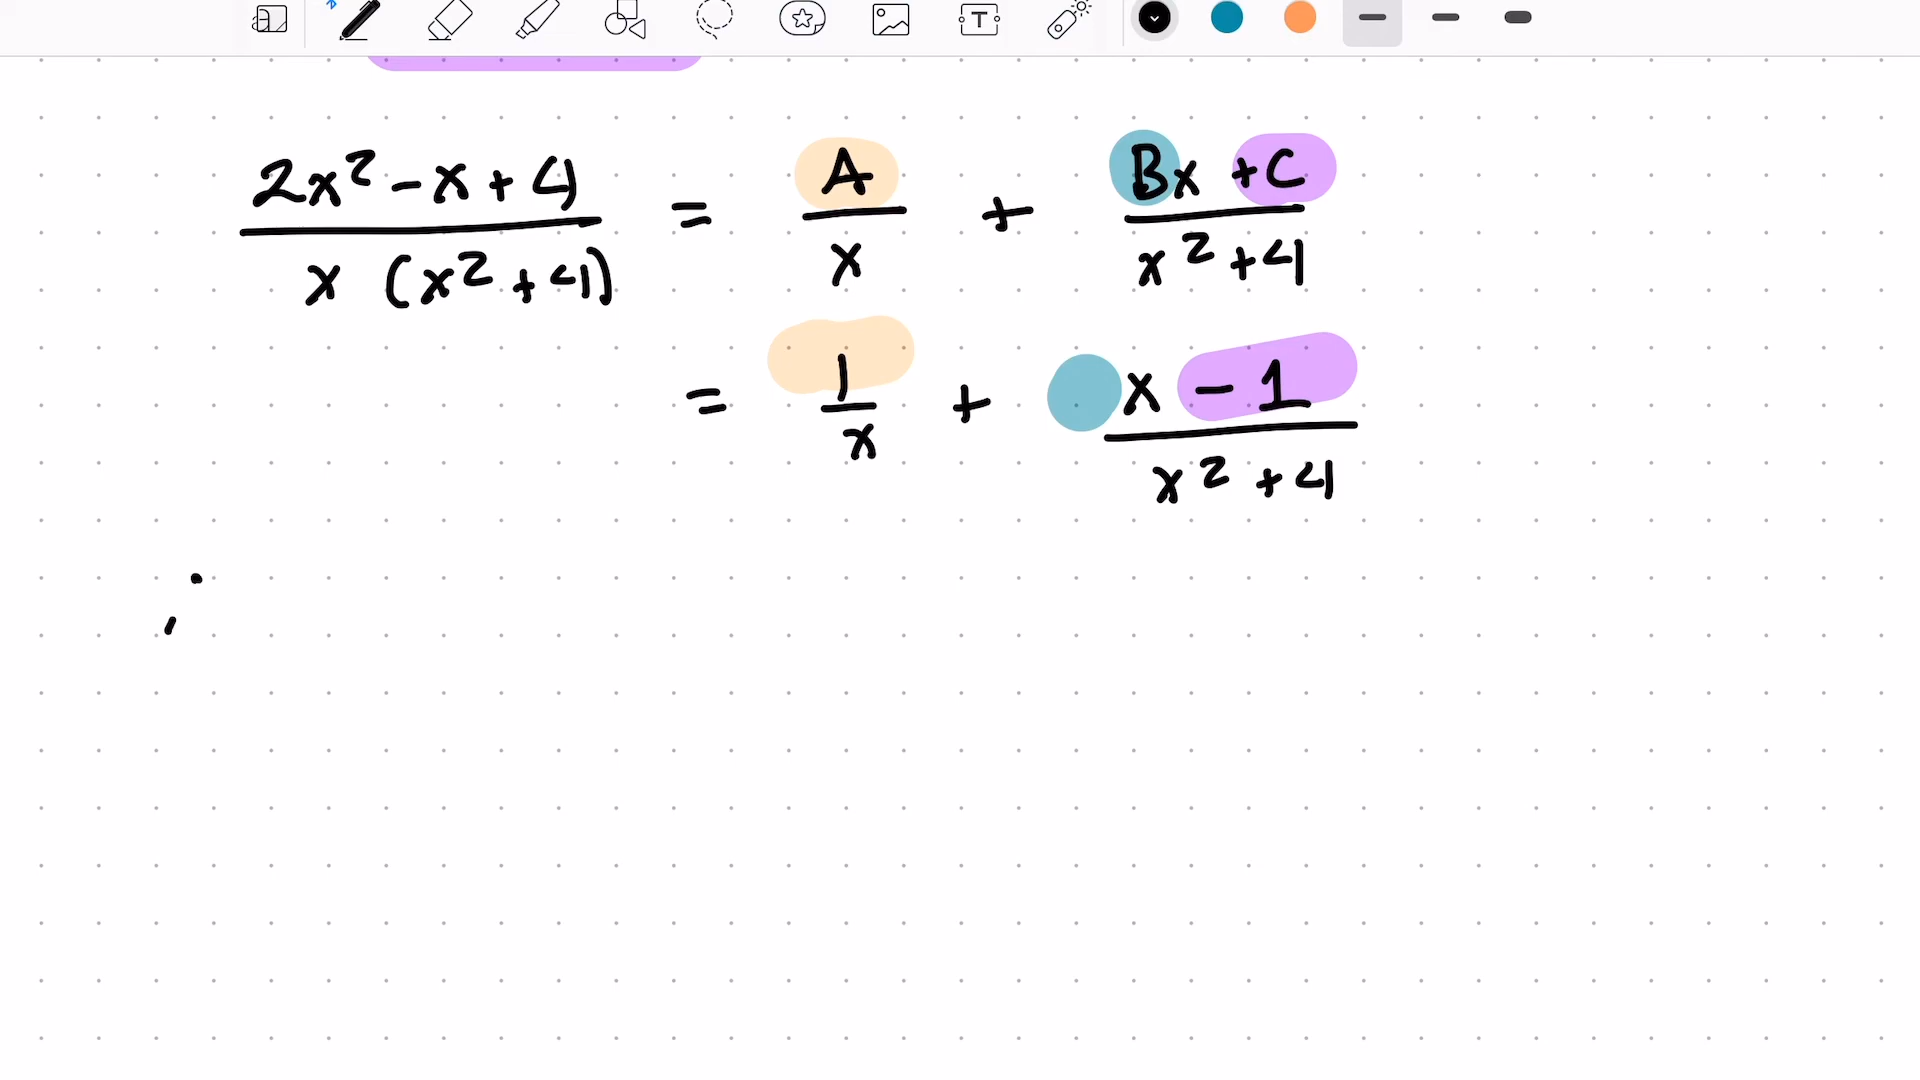 2x² - x + 4 / x (x² + 4) = A / x + Bx + C / x² + 4
= 1 / x + x - 1 / x² + 4